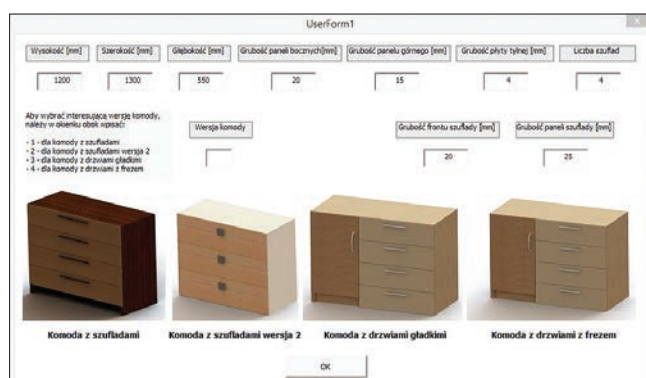 UserForm1
Wysokość [mm] Szerokość [mm] Głębokość [mm] Grubość paneli bocznych[mm] Grubość panelu górnego [mm] Grubość płyty tylnej [mm] Liczba szuflad
1200 1300 550 20 15 4 4
Aby wybrać interesującą wersję komody,
należy w okienku obok wpisać:
- 1 - dla komody z szufladami
- 2 - dla komody z szufladami wersja 2
- 3 - dla komody z drzwiami gładkimi
- 4 - dla komody z drzwiami z frezem
Wersja komody Grubość frontu szuflady [mm] Grubość paneli szuflady [mm]
20 25
Komoda z szufladami Komoda z szufladami wersja 2 Komoda z drzwiami gładkimi Komoda z drzwiami z frezem
OK